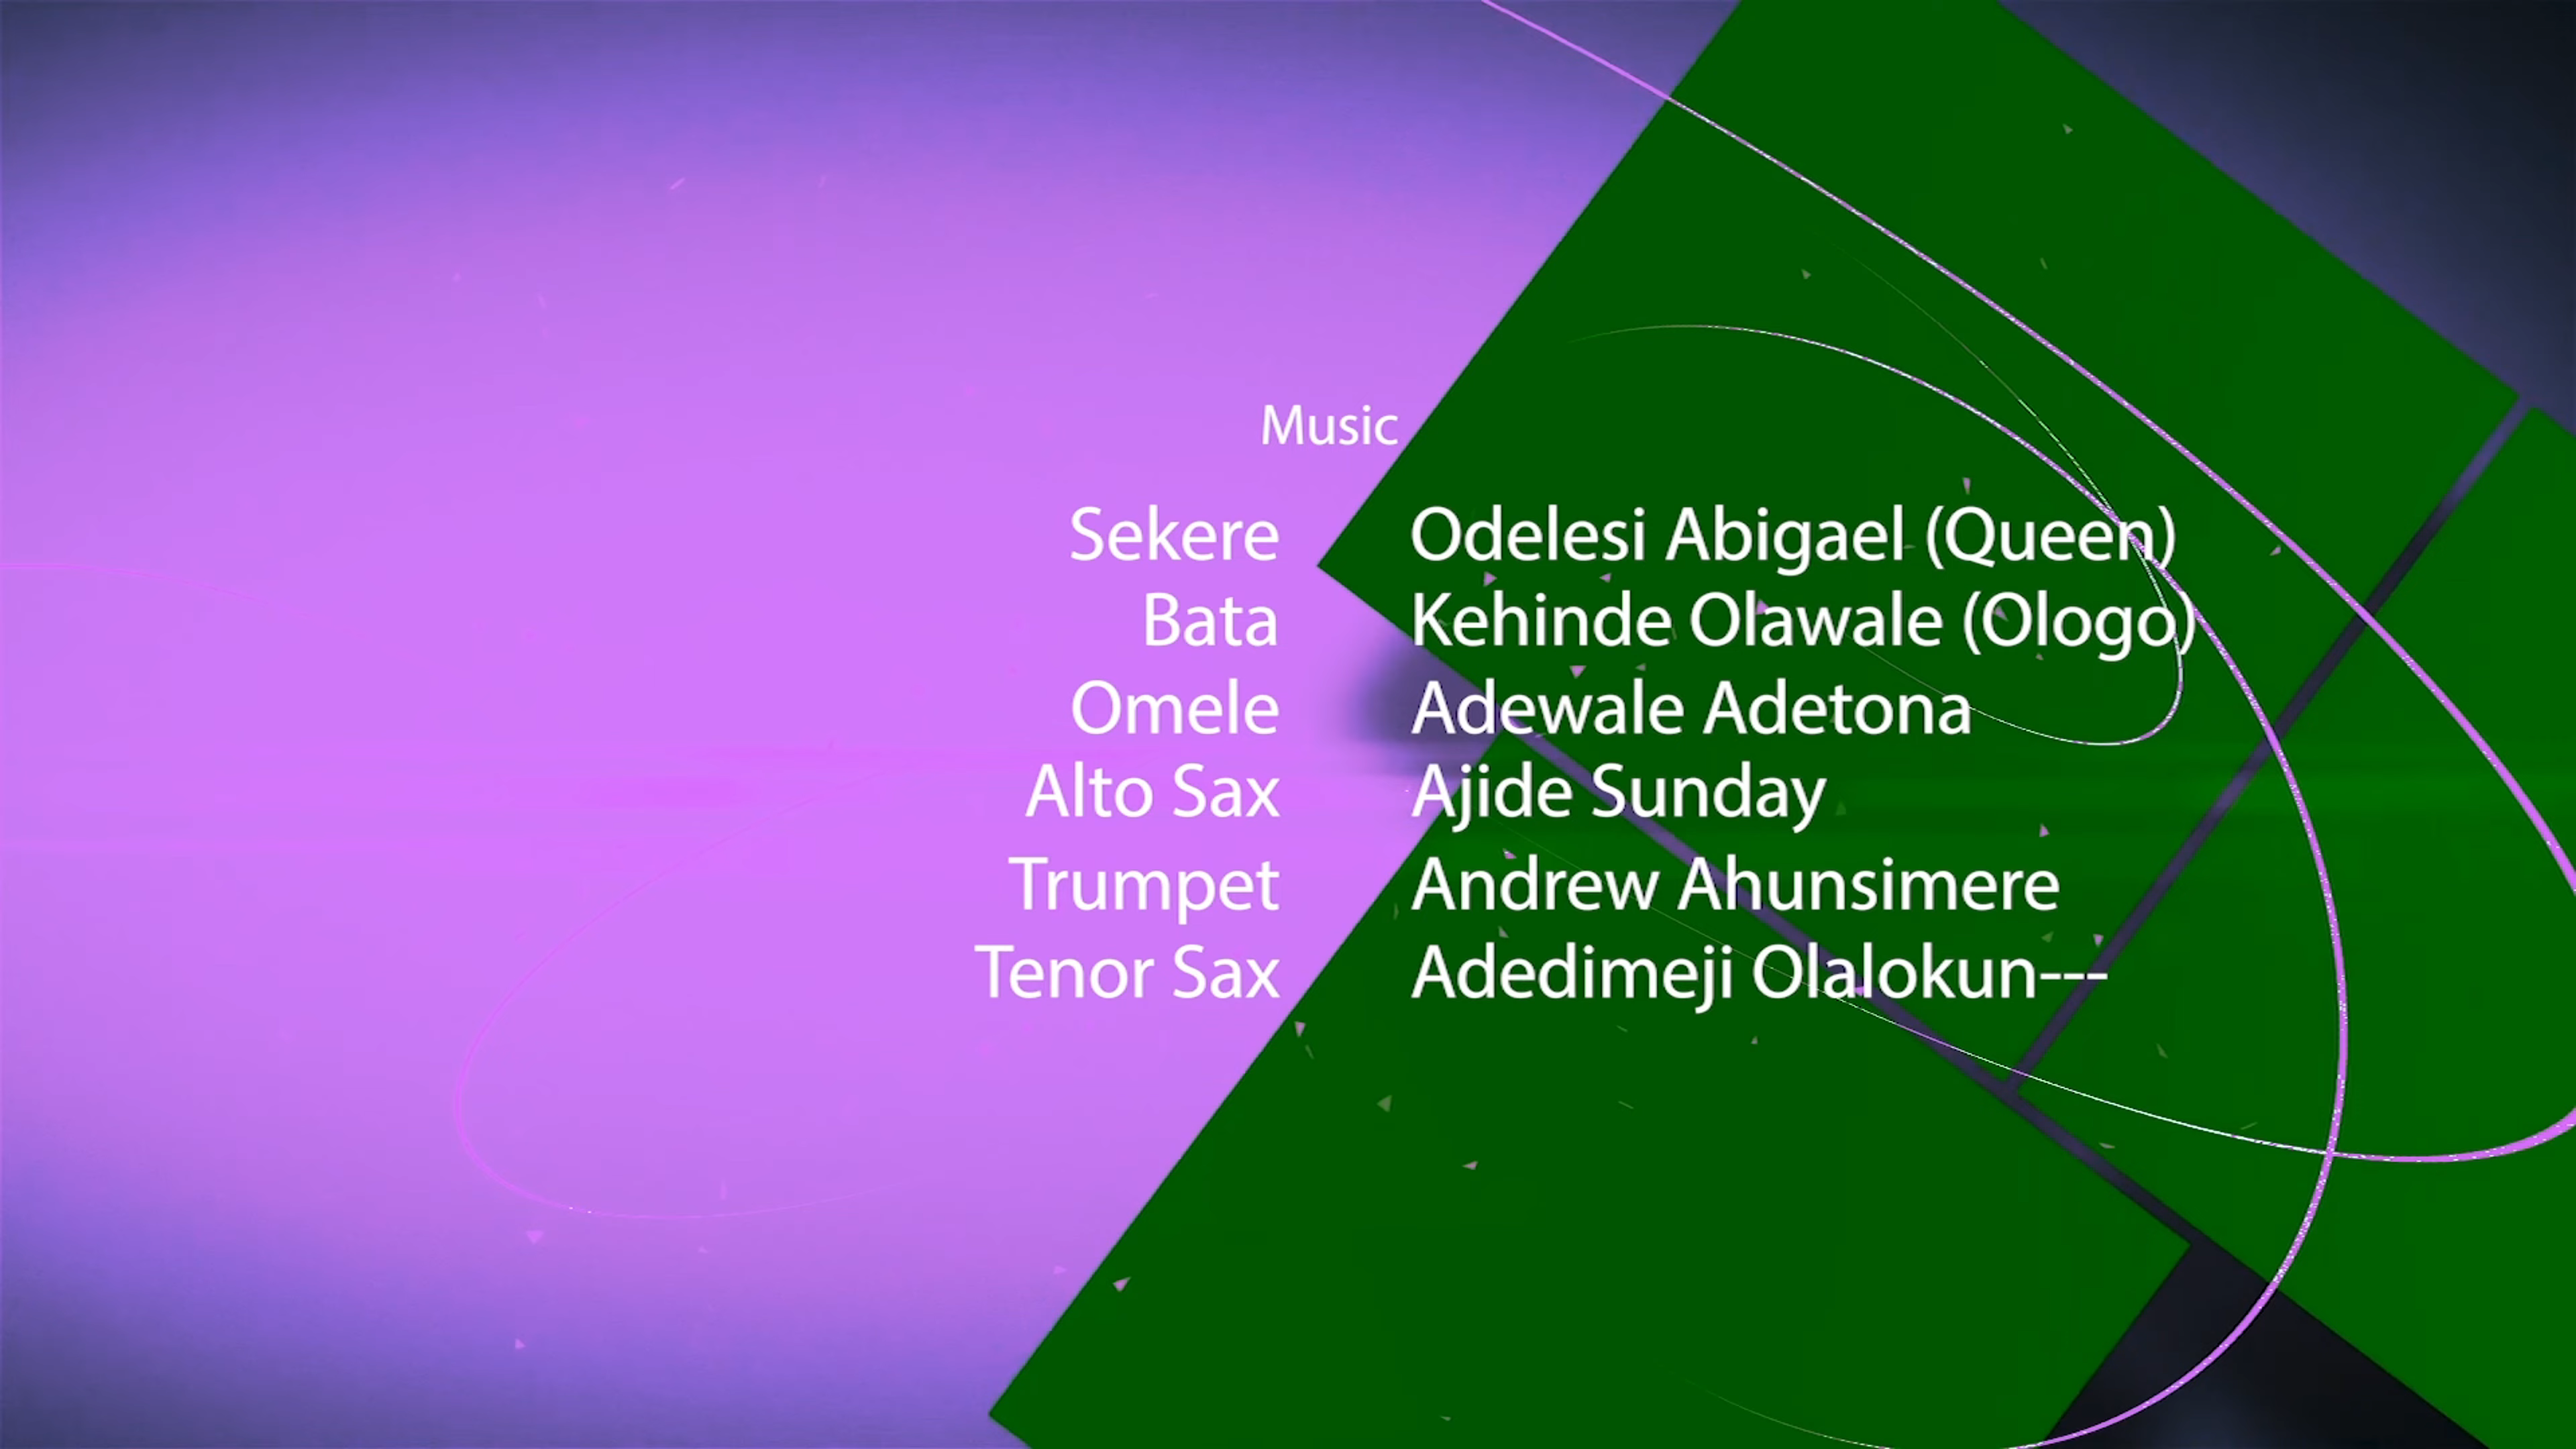 Music
Sekere Odelesi Abigael (Queen)
Bata Kehinde Olawale (Ologo)
Omele Adewale Adetona
Alto Sax Ajide Sunday
Trumpet Andrew Ahunsimere
Tenor Sax Adedimeji Olalokun---